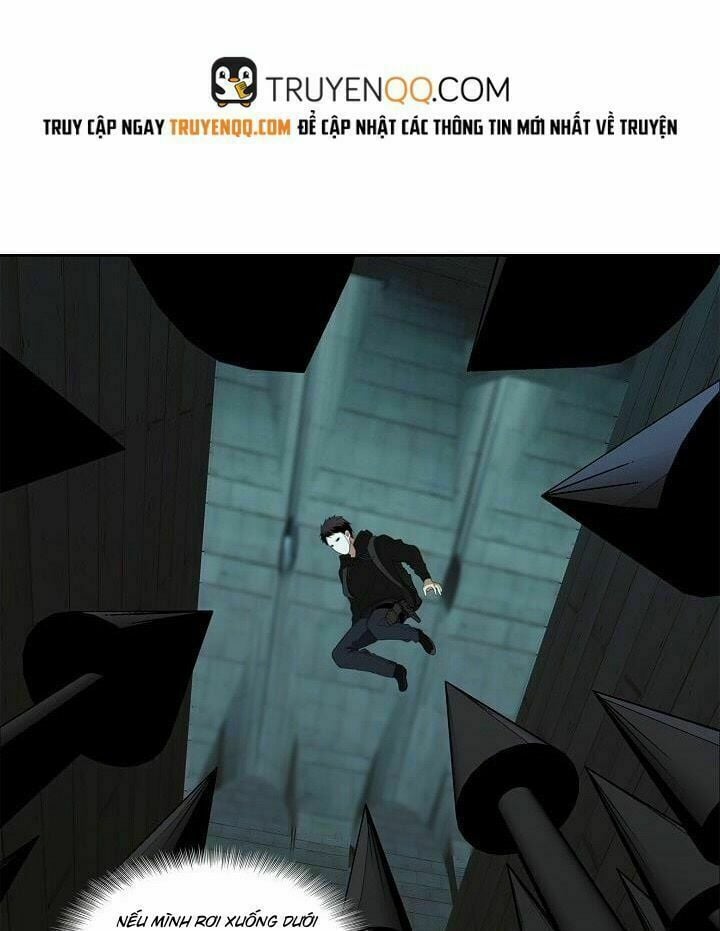 TRUYENQQ.COM
TRUY CẬP NGAY TRUYENQQ.COM ĐỂ CẬP NHẬT CÁC THÔNG TIN MỚI NHẤT VỀ TRUYỆN
NẾU MÌNH RƠI XUỐNG DƯỚI